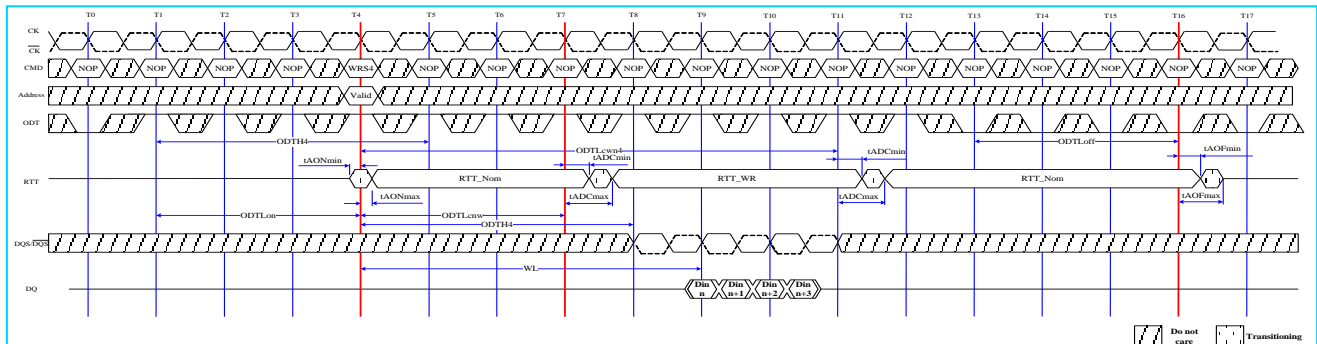 T0 T1 T2 T3 T4 T5 T6 T7 T8 T9 T10 T11 T12 T13 T14 T15 T16 T17
CK
CK
CMD NOP NOP NOP NOP WRS4 NOP NOP NOP NOP NOP NOP NOP NOP NOP NOP NOP NOP NOP
Address Valid
ODT
ODTH4 ODTLcwn4 ODTLoff
tAONmin tADCmin tADCmin tAOFmin
RTT RTT_Nom RTT_WR RTT_Nom
tAONmax tADCmax tADCmax tAOFmax
ODTLon ODTLcnw
ODTH4
DQS/DQS
WL
DQ Din n Din n+1 Din n+2 Din n+3
Do not care Transitioning